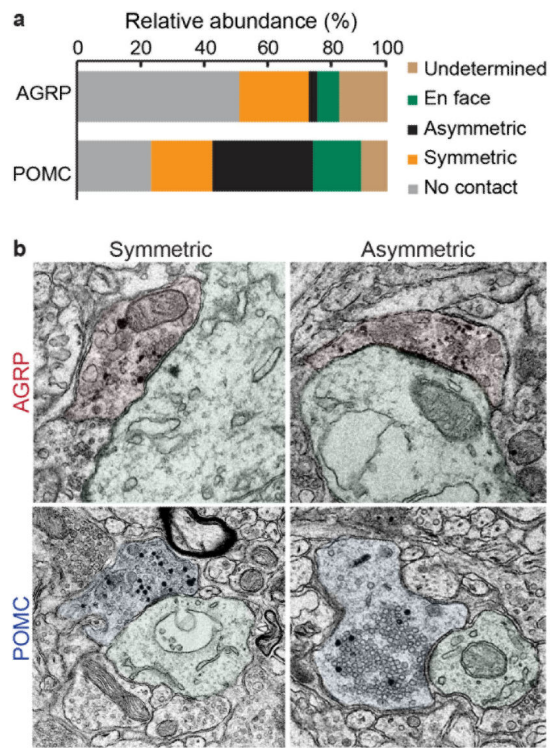 a
Relative abundance (%)
0 20 40 60 80 100
AGRP
POMC
Undetermined
En face
Asymmetric
Symmetric
No contact
b
Symmetric Asymmetric
AGRP
POMC